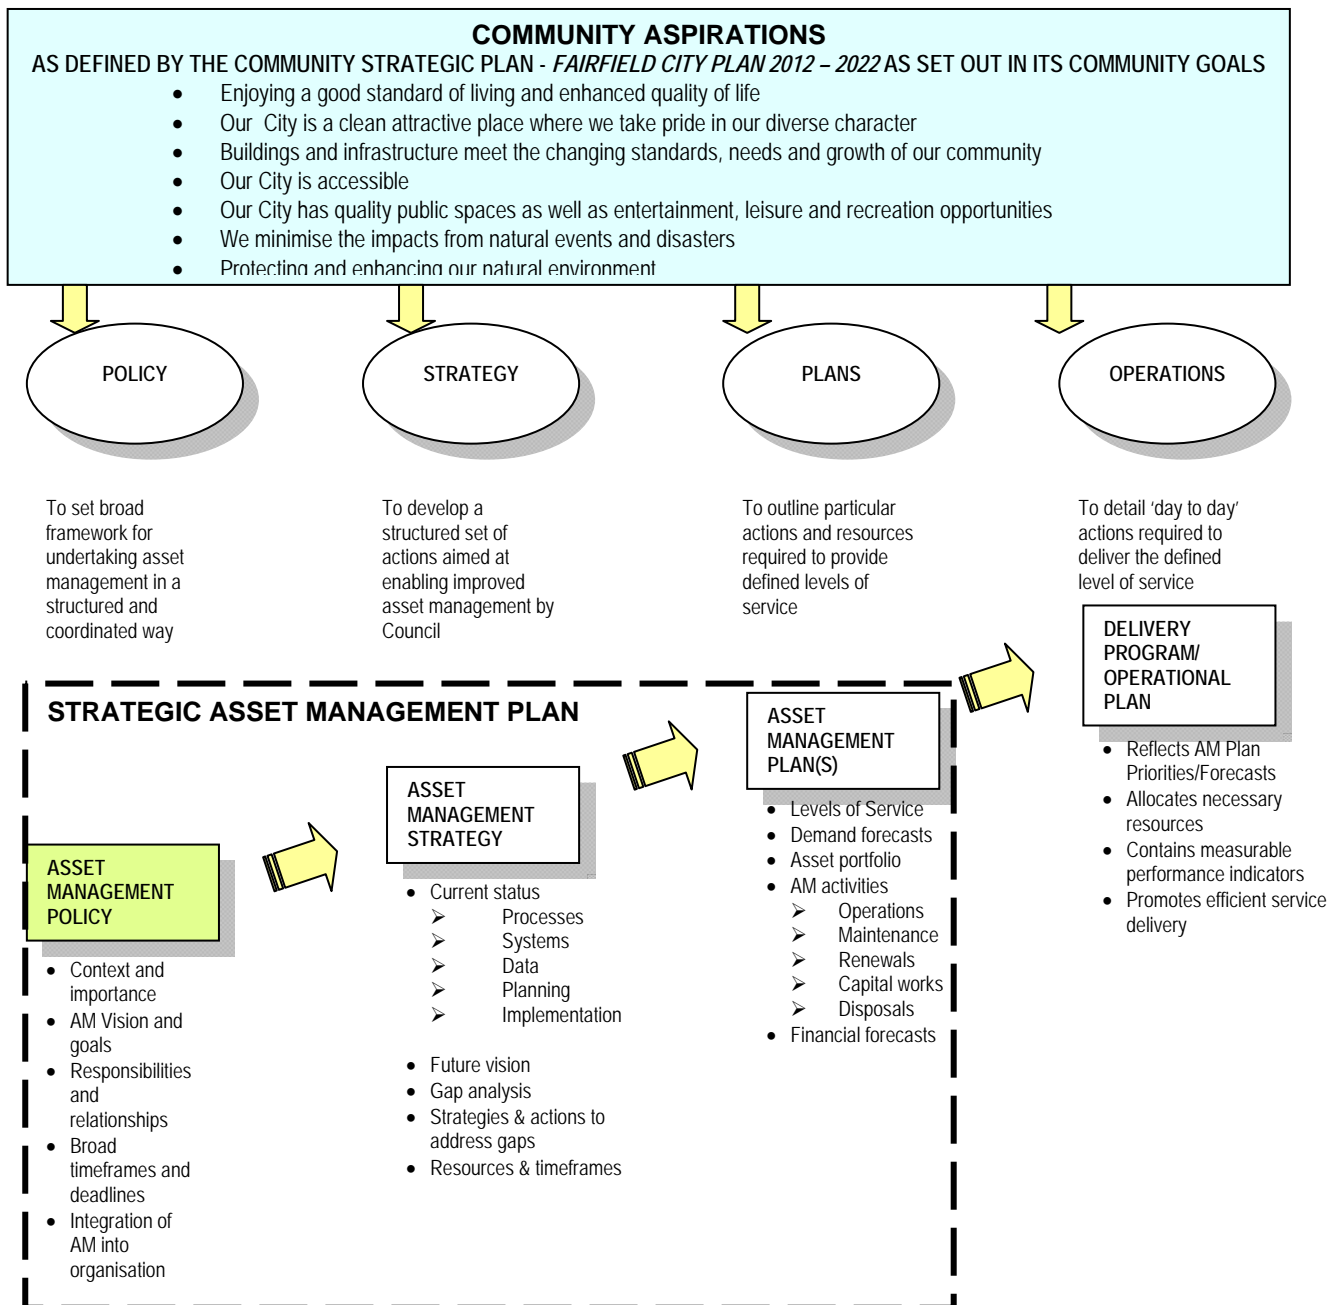 COMMUNITY ASPIRATIONS
AS DEFINED BY THE COMMUNITY STRATEGIC PLAN - FAIRFIELD CITY PLAN 2012 – 2022 AS SET OUT IN ITS COMMUNITY GOALS
• Enjoying a good standard of living and enhanced quality of life
• Our City is a clean attractive place where we take pride in our diverse character
• Buildings and infrastructure meet the changing standards, needs and growth of our community
• Our City is accessible
• Our City has quality public spaces as well as entertainment, leisure and recreation opportunities
• We minimise the impacts from natural events and disasters
• Protecting and enhancing our natural environment
POLICY
STRATEGY
PLANS
OPERATIONS
To set broad
framework for
undertaking asset
management in a
structured and
coordinated way
To develop a
structured set of
actions aimed at
enabling improved
asset management by
Council
To outline particular
actions and resources
required to provide
defined levels of
service
To detail ‘day to day’
actions required to
deliver the defined
level of service
STRATEGIC ASSET MANAGEMENT PLAN
ASSET
MANAGEMENT
POLICY
• Context and
importance
• AM Vision and
goals
• Responsibilities
and
relationships
• Broad
timeframes and
deadlines
• Integration of
AM into
organisation
ASSET
MANAGEMENT
STRATEGY
• Current status
➢ Processes
➢ Systems
➢ Data
➢ Planning
➢ Implementation
• Future vision
• Gap analysis
• Strategies & actions to
address gaps
• Resources & timeframes
ASSET
MANAGEMENT
PLAN(S)
• Levels of Service
• Demand forecasts
• Asset portfolio
• AM activities
➢ Operations
➢ Maintenance
➢ Renewals
➢ Capital works
➢ Disposals
• Financial forecasts
DELIVERY
PROGRAM/
OPERATIONAL
PLAN
• Reflects AM Plan
Priorities/Forecasts
• Allocates necessary
resources
• Contains measurable
performance indicators
• Promotes efficient service
delivery